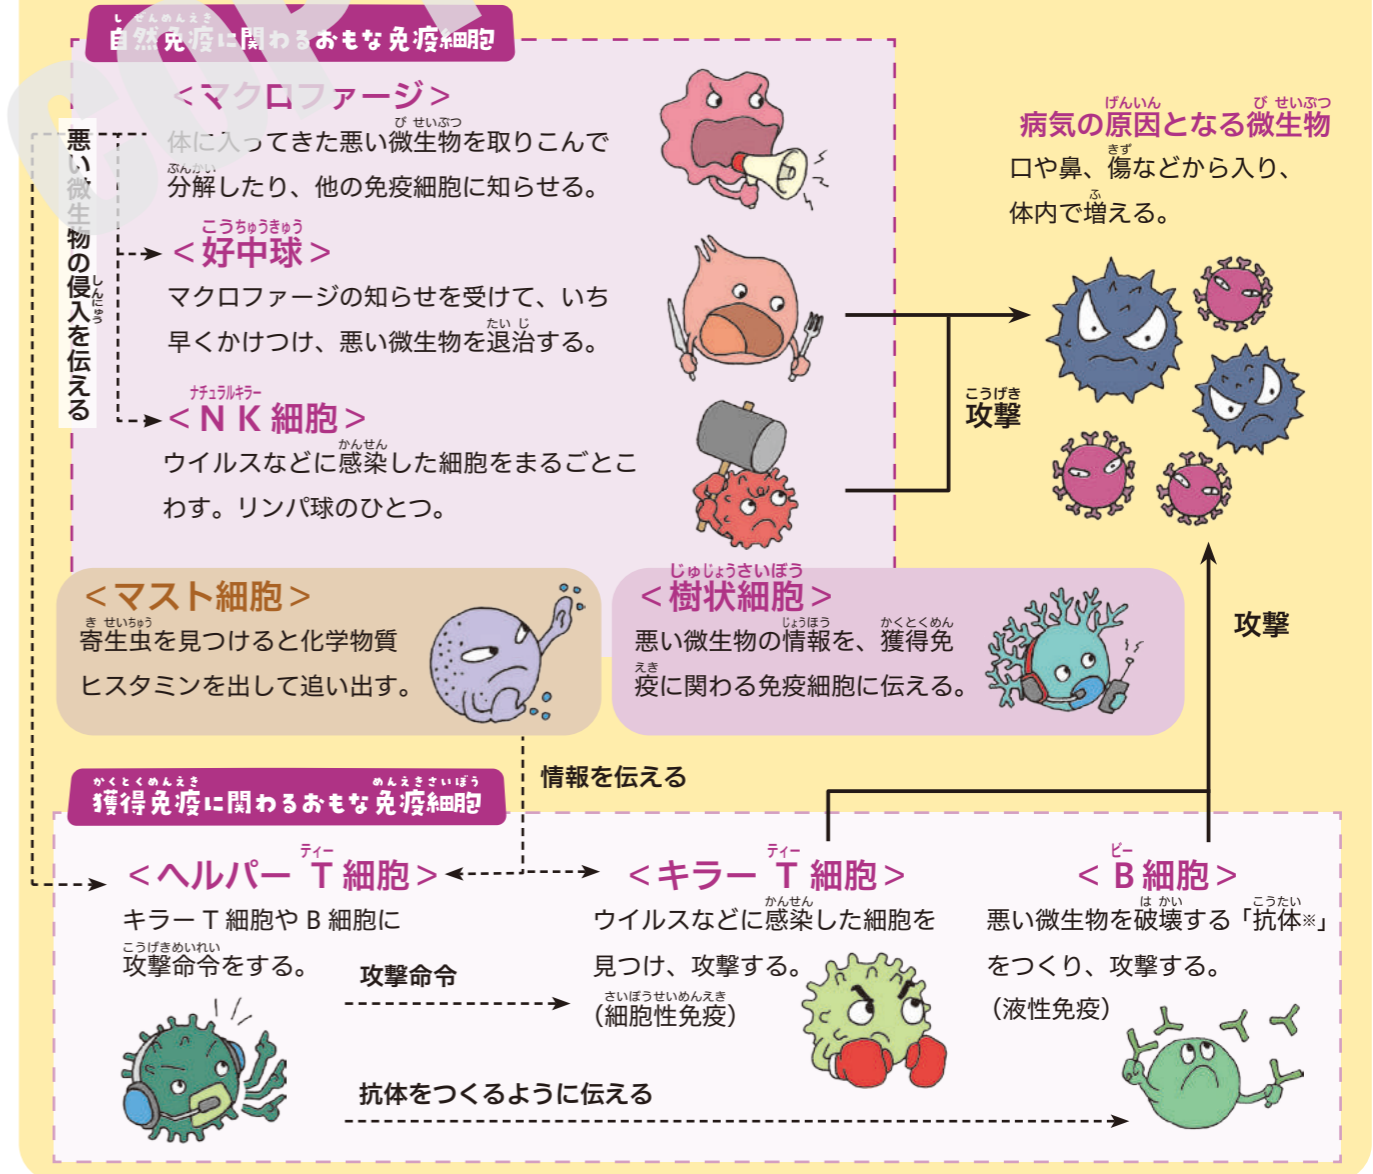 自然免疫に関わるおもな免疫細胞
<マクロファージ>
体に入ってきた悪い微生物を取りこんで
分解したり、他の免疫細胞に知らせる。
悪い微生物の侵入を伝える
<好中球>
マクロファージの知らせを受けて、いち
早くかけつけ、悪い微生物を退治する。
<NK細胞>
ウイルスなどに感染した細胞をまるごとこ
わす。リンパ球のひとつ。
病気の原因となる微生物
口や鼻、傷などから入り、
体内で増える。
攻撃
<マスト細胞>
寄生虫を見つけると化学物質
ヒスタミンを出して追い出す。
<樹状細胞>
悪い微生物の情報を、獲得免
疫に関わる免疫細胞に伝える。
攻撃
情報を伝える
獲得免疫に関わるおもな免疫細胞
<ヘルパーT細胞>
キラーT細胞やB細胞に
攻撃命令をする。
攻撃命令
<キラーT細胞>
ウイルスなどに感染した細胞を
見つけ、攻撃する。
（細胞性免疫）
<B細胞>
悪い微生物を破壊する「抗体※」
をつくり、攻撃する。
（液性免疫）
抗体をつくるように伝える